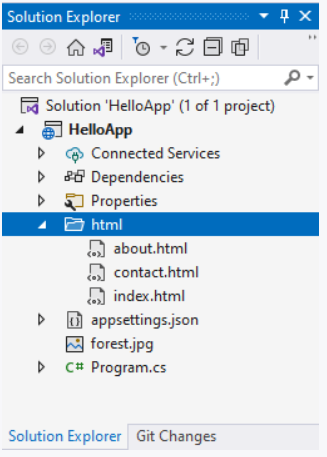 Solution Explorer
Search Solution Explorer (Ctrl+;)
Solution 'HelloApp' (1 of 1 project)
HelloApp
Connected Services
Dependencies
Properties
html
about.html
contact.html
index.html
appsettings.json
forest.jpg
C# Program.cs
Solution Explorer Git Changes